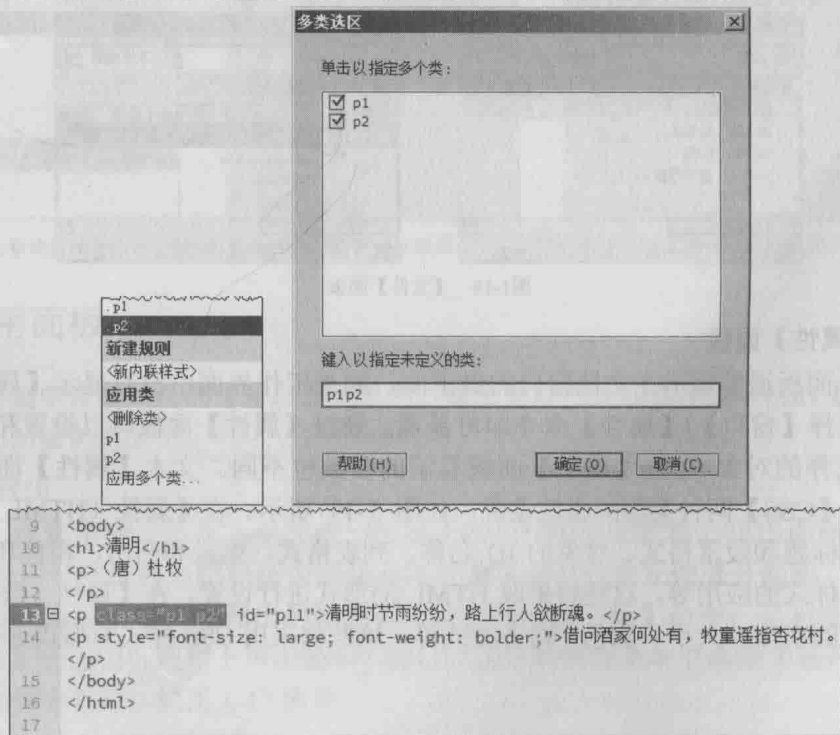 多类选区
单击以指定多个类:
p1
p2
键入以指定未定义的类:
p1p2
帮助(H)
确定(O)
取消(C)
.p1
.p2
新建规则
<新内联样式>
应用类
<删除类>
p1
p2
应用多个类...
9 <body>
10 <h1>清明</h1>
11 <p>（唐）杜牧
12 </p>
13 <p class="p1 p2" id="p11">清明时节雨纷纷，路上行人欲断魂。</p>
14 <p style="font-size: large; font-weight: bolder;">借问酒家何处有，牧童遥指杏花村。
</p>
15 </body>
16 </html>
17